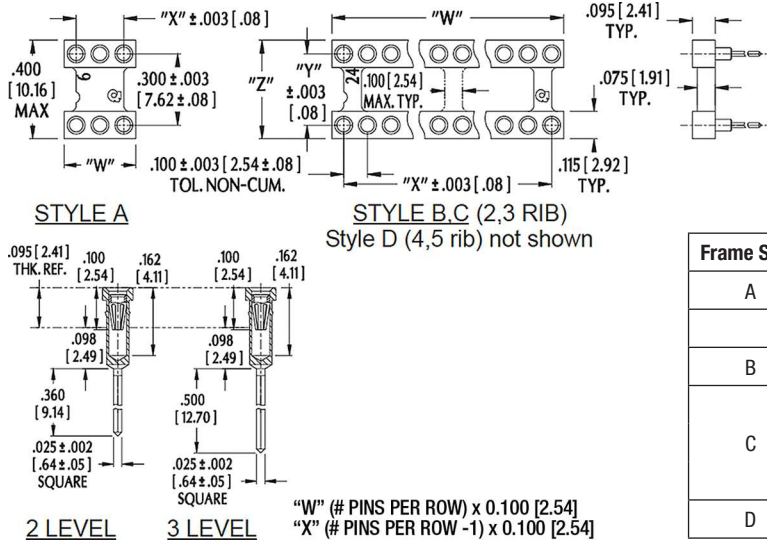 "X" ±.003 [.08]
.400
[10.16]
MAX
6
.300 ±.003
[7.62 ±.08]
"W"
STYLE A
"W"
"Z"
"Y"
±.003
[.08]
24
.100 [2.54]
MAX. TYP.
.100 ±.003 [2.54 ±.08]
TOL. NON-CUM.
"X" ±.003 [.08]
.115 [2.92]
TYP.
STYLE B,C (2,3 RIB)
Style D (4,5 rib) not shown
.095 [2.41]
TYP.
.075 [1.91]
TYP.
.095 [2.41]
THK. REF.
.100
[2.54]
.162
[4.11]
.098
[2.49]
.360
[9.14]
.025 ±.002
[.64 ±.05]
SQUARE
2 LEVEL
.100
[2.54]
.162
[4.11]
.098
[2.49]
.500
[12.70]
.025 ±.002
[.64 ±.05]
SQUARE
3 LEVEL
"W" (# PINS PER ROW) x 0.100 [2.54]
"X" (# PINS PER ROW -1) x 0.100 [2.54]
Frame S
A
B
C
D